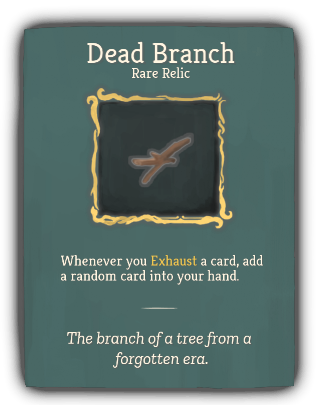 Dead Branch
Rare Relic
Whenever you Exhaust a card, add
a random card into your hand.
The branch of a tree from a
forgotten era.